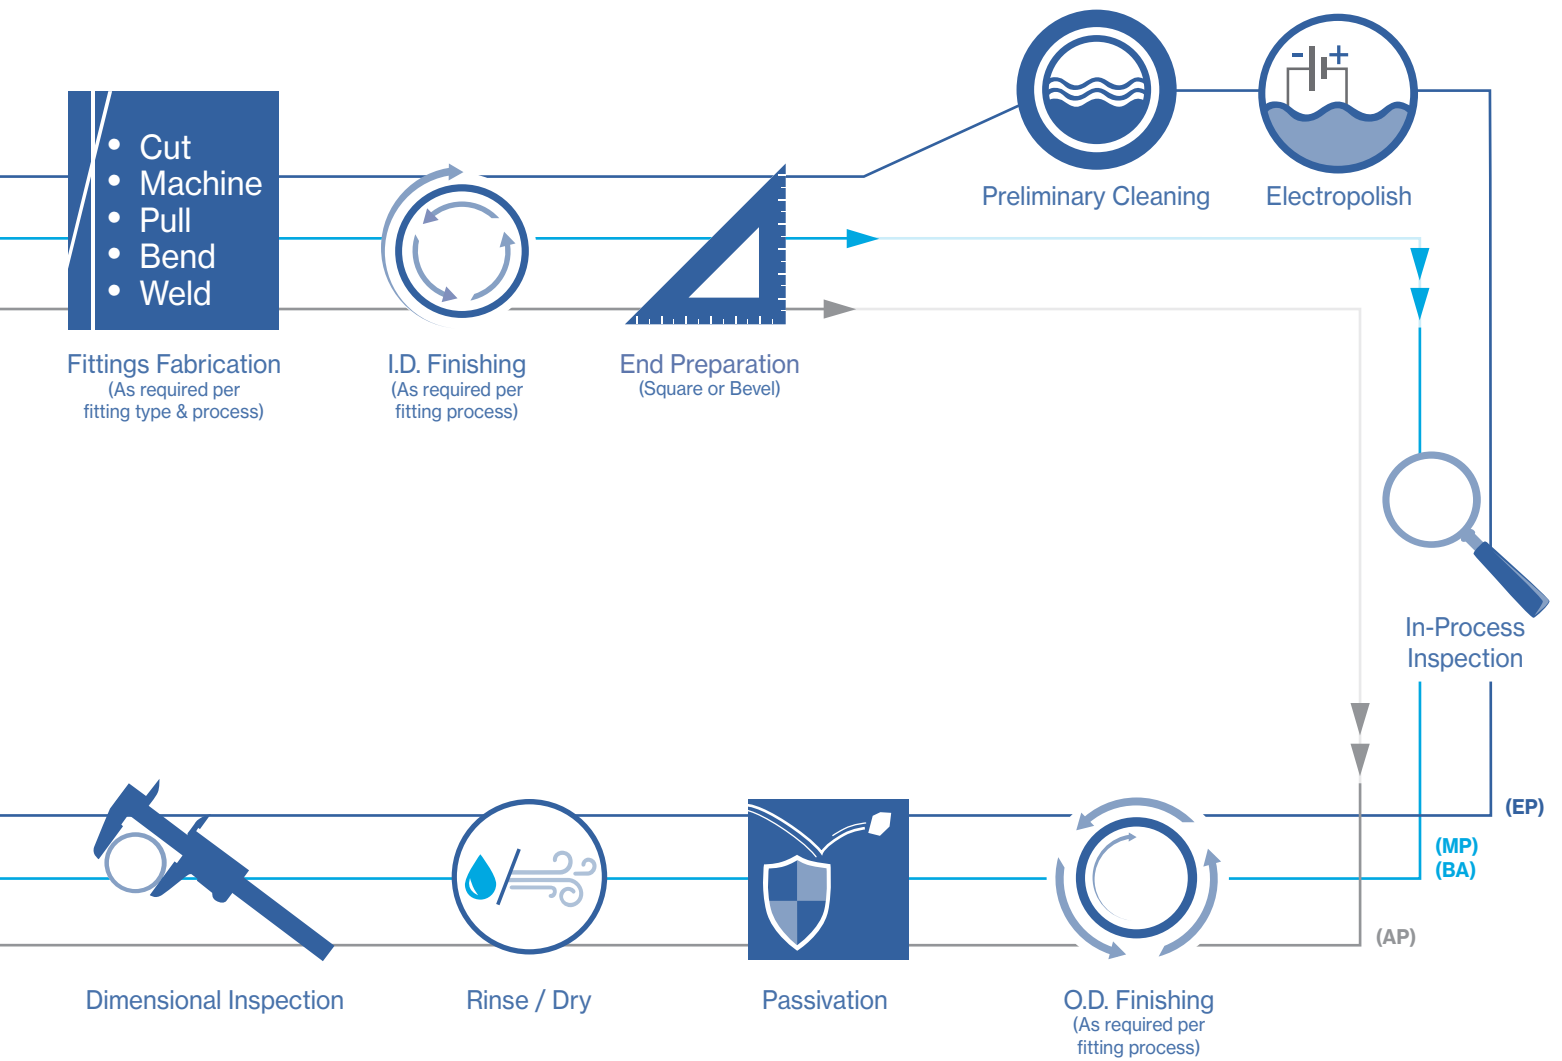 • Cut
• Machine
• Pull
• Bend
• Weld
- +
Preliminary Cleaning
Electropolish
Fittings Fabrication
(As required per
fitting type & process)
I.D. Finishing
(As required per
fitting process)
End Preparation
(Square or Bevel)
In-Process
Inspection
(EP)
(MP)
(BA)
(AP)
Dimensional Inspection
Rinse / Dry
Passivation
O.D. Finishing
(As required per
fitting process)